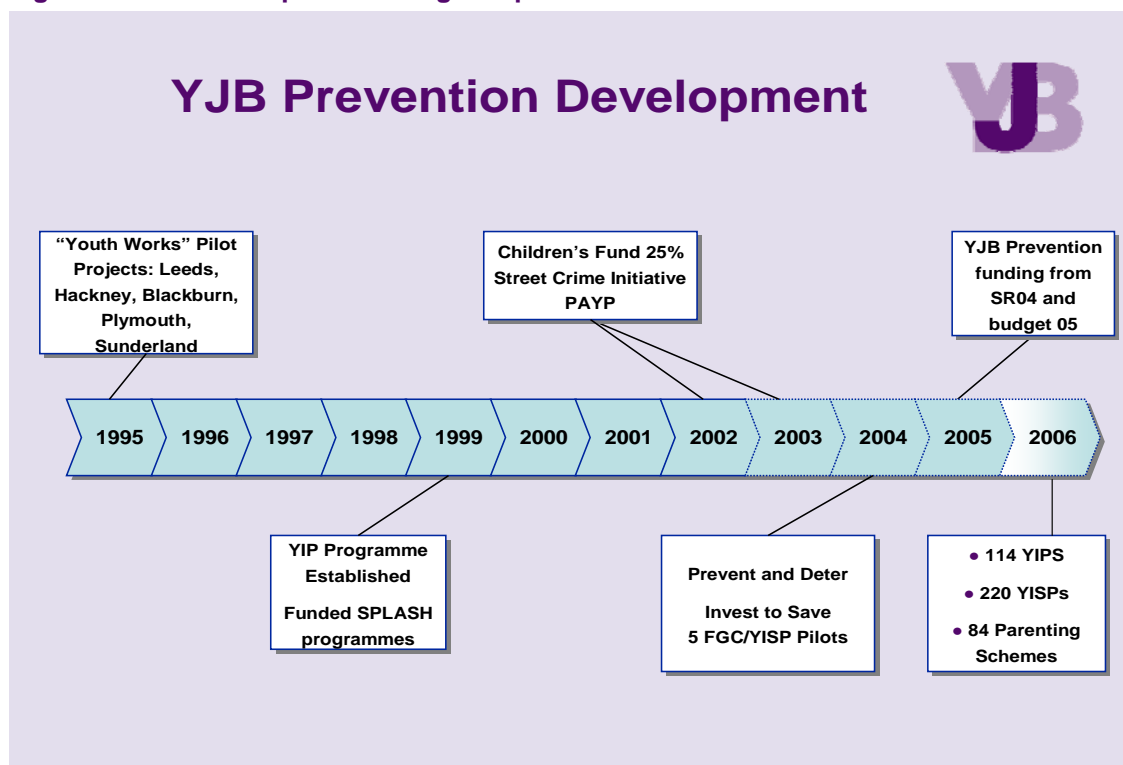 YJB Prevention Development
YJB
“Youth Works” Pilot
Projects: Leeds,
Hackney, Blackburn,
Plymouth,
Sunderland
Children’s Fund 25%
Street Crime Initiative
PAYP
YJB Prevention
funding from
SR04 and
budget 05
1995
1996
1997
1998
1999
2000
2001
2002
2003
2004
2005
2006
YIP Programme
Established
Funded SPLASH
programmes
Prevent and Deter
Invest to Save
5 FGC/YISP Pilots
● 114 YIPS
● 220 YISPs
● 84 Parenting
Schemes